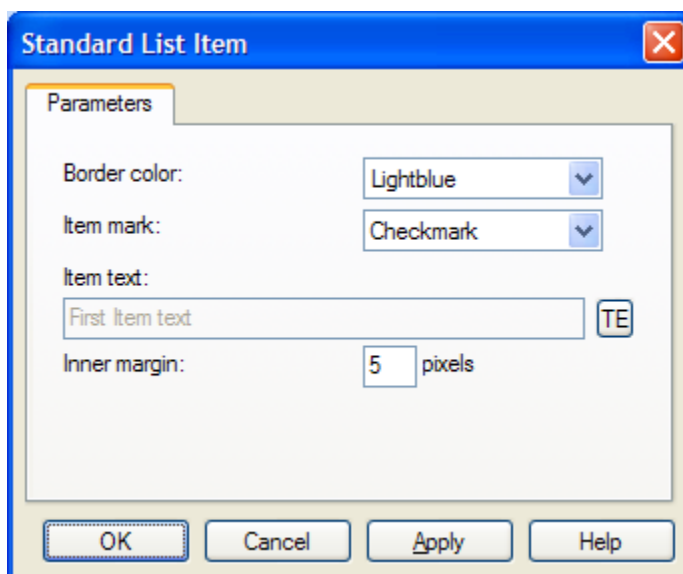 Standard List Item
Parameters
Border color: Lightblue
Item mark: Checkmark
Item text:
First Item text TE
Inner margin: 5 pixels
OK Cancel Apply Help